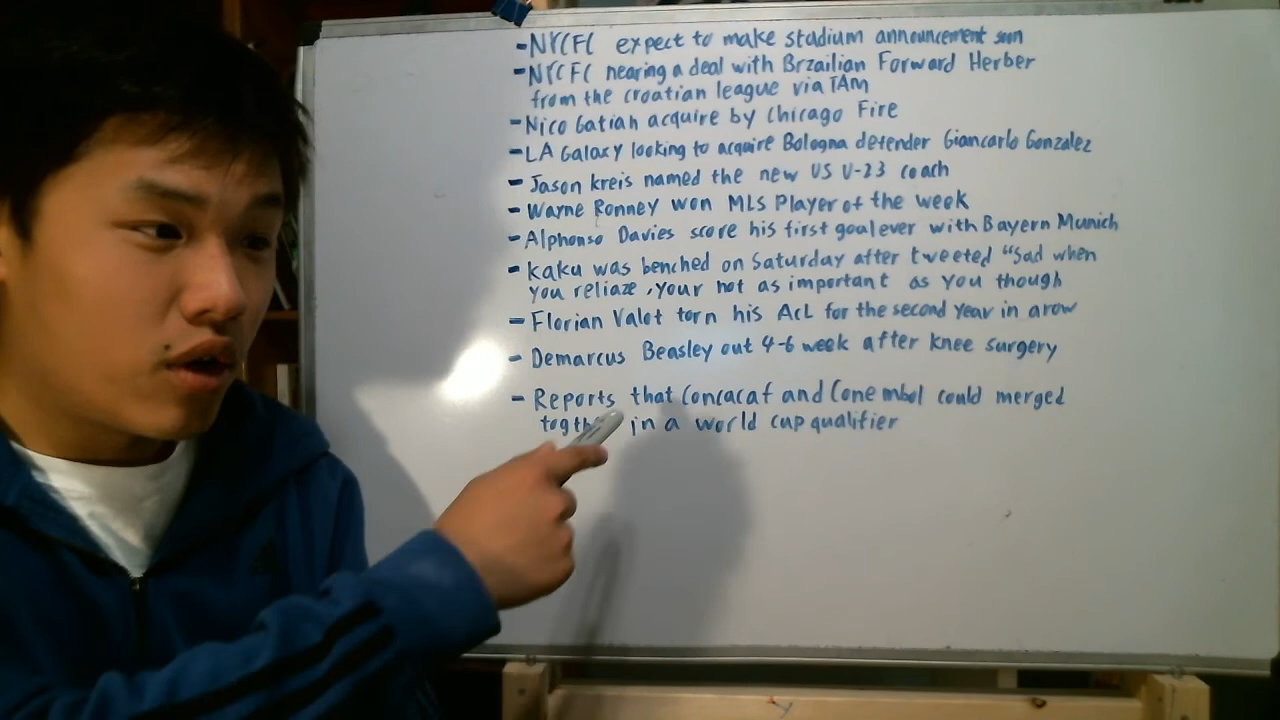 -NYCFC expect to make stadium announcement soon
-NYCFC nearing a deal with Brzailian Forward Herber
from the croatian league via TAM
-Nico Gatian acquire by Chicago Fire
-LA Galaxy looking to acquire Bologna defender Giancarlo Gonzalez
- Jason kreis named the new US U-23 coach
- Wayne Ronney won MLS Player of the week
- Alphonso Davies score his first goal ever with Bayern Munich
- kaku was benched on Saturday after tweeted "Sad when
you reliaze, your not as important as you though
- Florian Valot torn his ACL for the second year in arow
- Demarcus Beasley out 4-6 week after knee surgery
- Reports that Concacaf and Conembol could merged
in a world cup qualifier